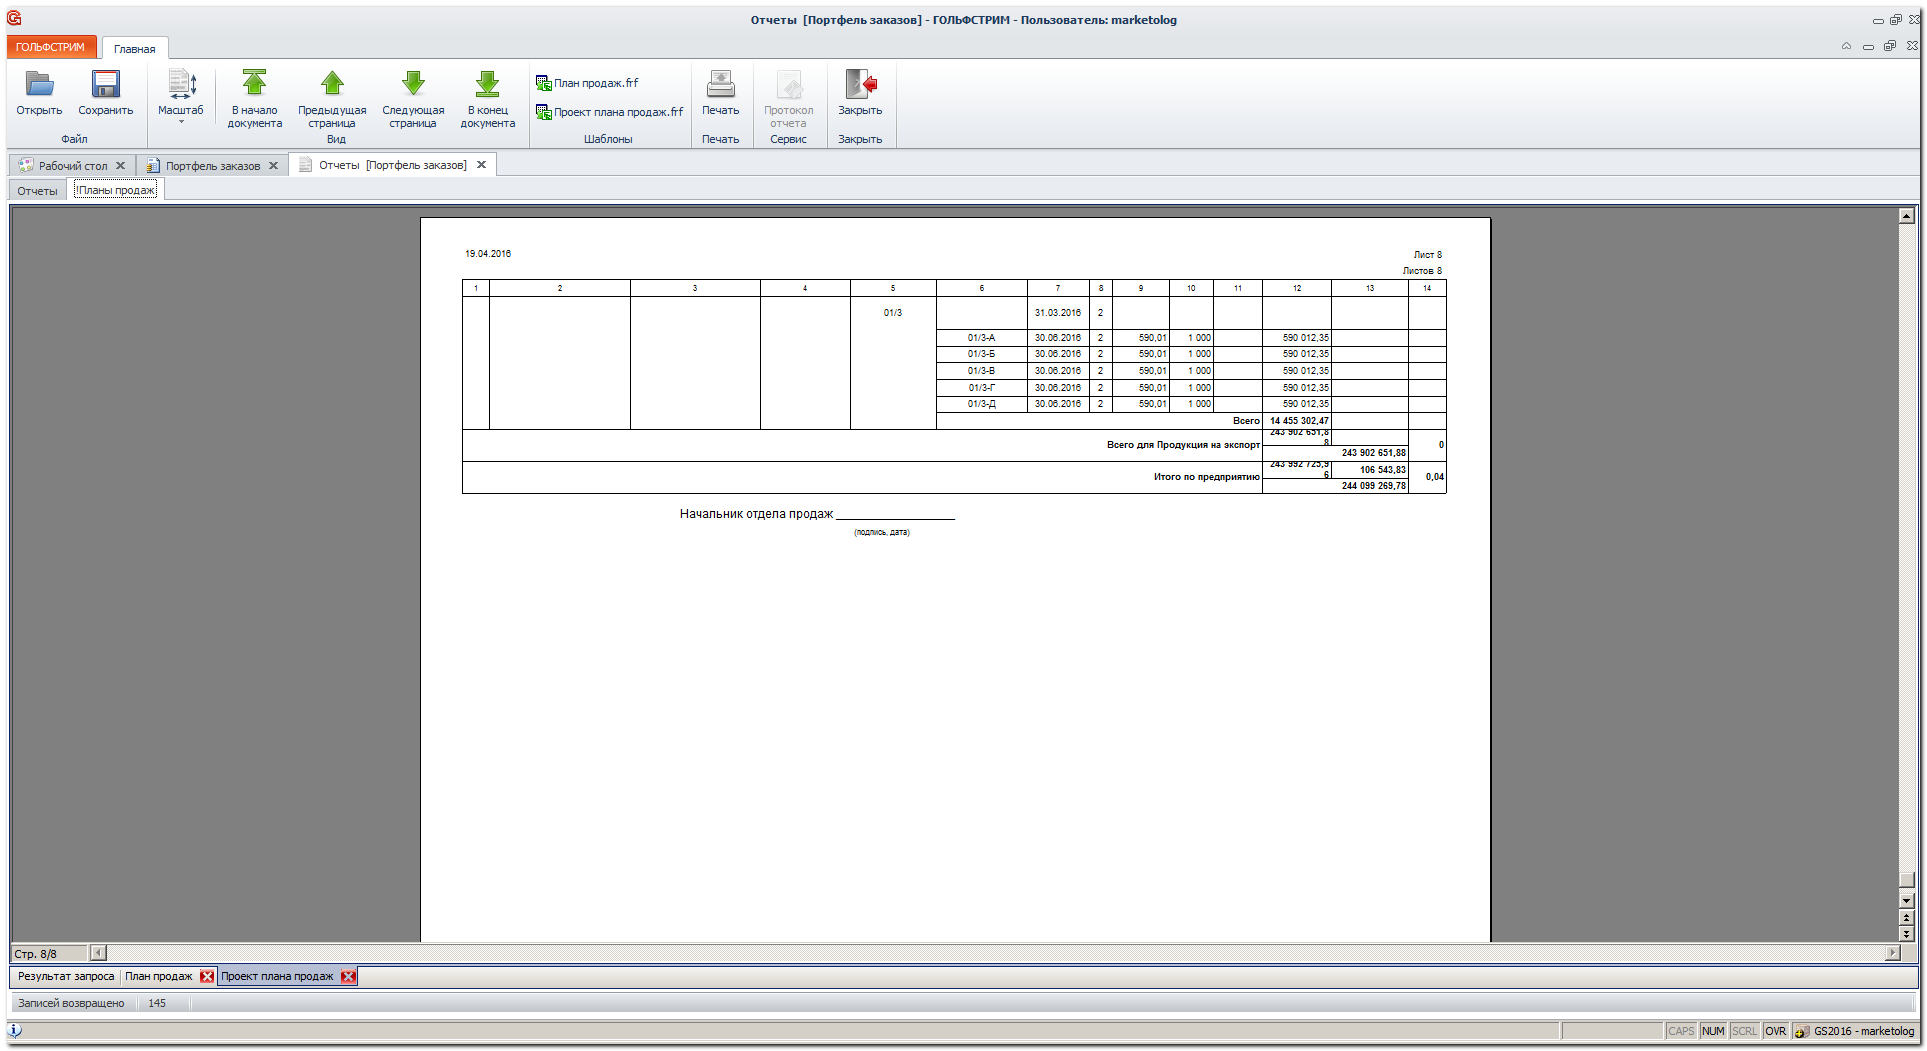 Отчеты [Портфель заказов] - ГОЛЬФСТРИМ - Пользователь: marketolog
ГОЛЬФСТРИМ Главная
Открыть Сохранить Масштаб В начало документа Предыдущая страница Следующая страница В конец документа
План продаж.frf
Проект плана продаж.frf
Печать Протокол отчета Закрыть
Файл Вид Шаблоны Печать Сервис Закрыть
Рабочий стол Портфель заказов Отчеты [Портфель заказов]
Отчеты !Планы продаж
19.04.2016 Лист 8
Листов 8
1 2 3 4 5 6 7 8 9 10 11 12 13 14
01/3 31.03.2016 2
01/3-А 30.06.2016 2 590,01 1 000 590 012,35
01/3-Б 30.06.2016 2 590,01 1 000 590 012,35
01/3-В 30.06.2016 2 590,01 1 000 590 012,35
01/3-Г 30.06.2016 2 590,01 1 000 590 012,35
01/3-Д 30.06.2016 2 590,01 1 000 590 012,35
Всего 14 455 302,47
Всего для Продукция на экспорт 243 902 651,88 0
243 902 651,88
Итого по предприятию 243 992 725,96 106 543,83 0,04
244 099 269,78
Начальник отдела продаж
(подпись, дата)
Стр. 8/8
Результат запроса План продаж Проект плана продаж
Записей возвращено 145
CAPS NUM SCRL OVR GS2016 - marketolog